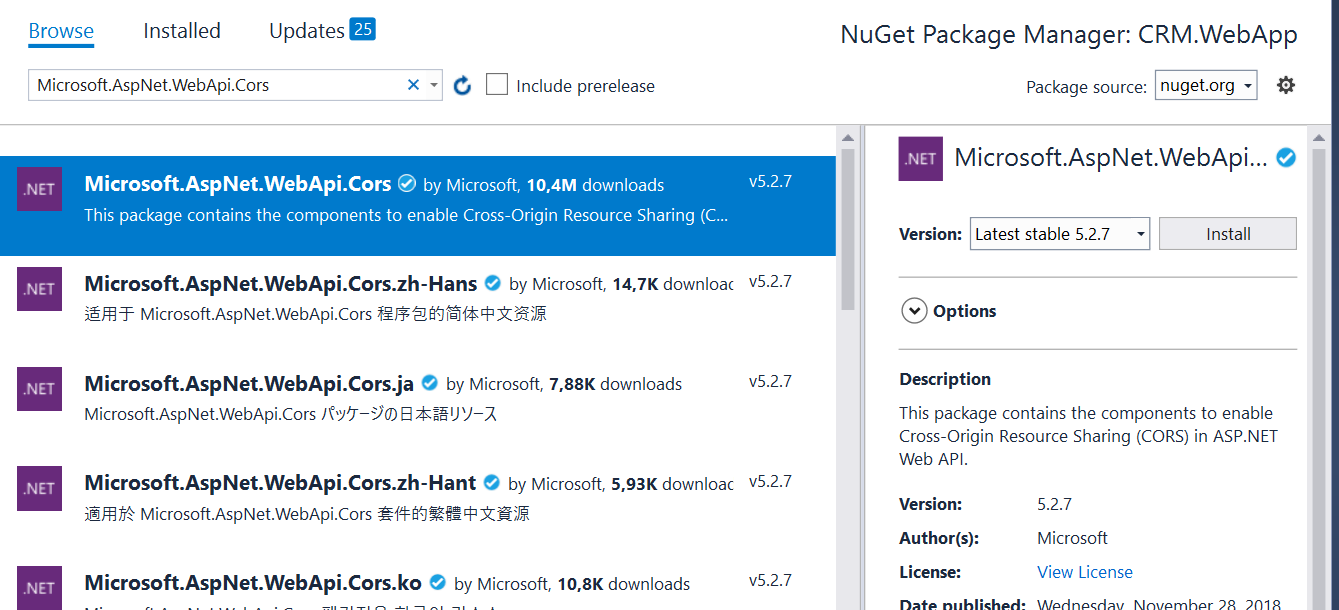 Browse Installed Updates 25 NuGet Package Manager: CRM.WebApp
Microsoft.AspNet.WebApi.Cors Include prerelease Package source: nuget.org
.NET Microsoft.AspNet.WebApi.Cors by Microsoft, 10,4M downloads v5.2.7
This package contains the components to enable Cross-Origin Resource Sharing (C...
.NET Microsoft.AspNet.WebApi.Cors.zh-Hans by Microsoft, 14,7K downloac v5.2.7
适用于 Microsoft.AspNet.WebApi.Cors 程序包的简体中文资源
.NET Microsoft.AspNet.WebApi.Cors.ja by Microsoft, 7,88K downloads v5.2.7
Microsoft.AspNet.WebApi.Cors パッケージの日本語リソース
.NET Microsoft.AspNet.WebApi.Cors.zh-Hant by Microsoft, 5,93K downloac v5.2.7
適用於 Microsoft.AspNet.WebApi.Cors 套件的繁體中文資源
.NET Microsoft.AspNet.WebApi.Cors.ko by Microsoft, 10,8K downloads v5.2.7
.NET Microsoft.AspNet.WebApi...
Version: Latest stable 5.2.7 Install
Options
Description
This package contains the components to enable
Cross-Origin Resource Sharing (CORS) in ASP.NET
Web API.
Version: 5.2.7
Author(s): Microsoft
License: View License
Date published: Wednesday, November 28, 2018